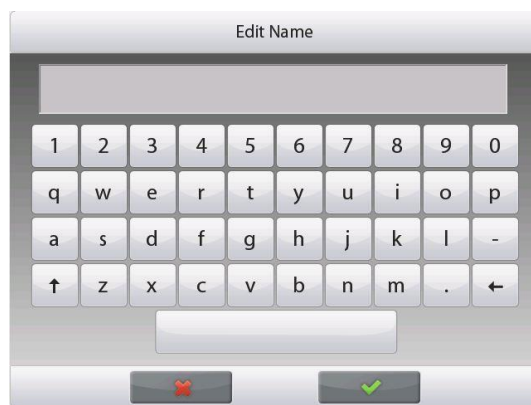 Edit Name
1 2 3 4 5 6 7 8 9 0
q w e r t y u i o p
a s d f g h j k l -
↑ z x c v b n m . ←